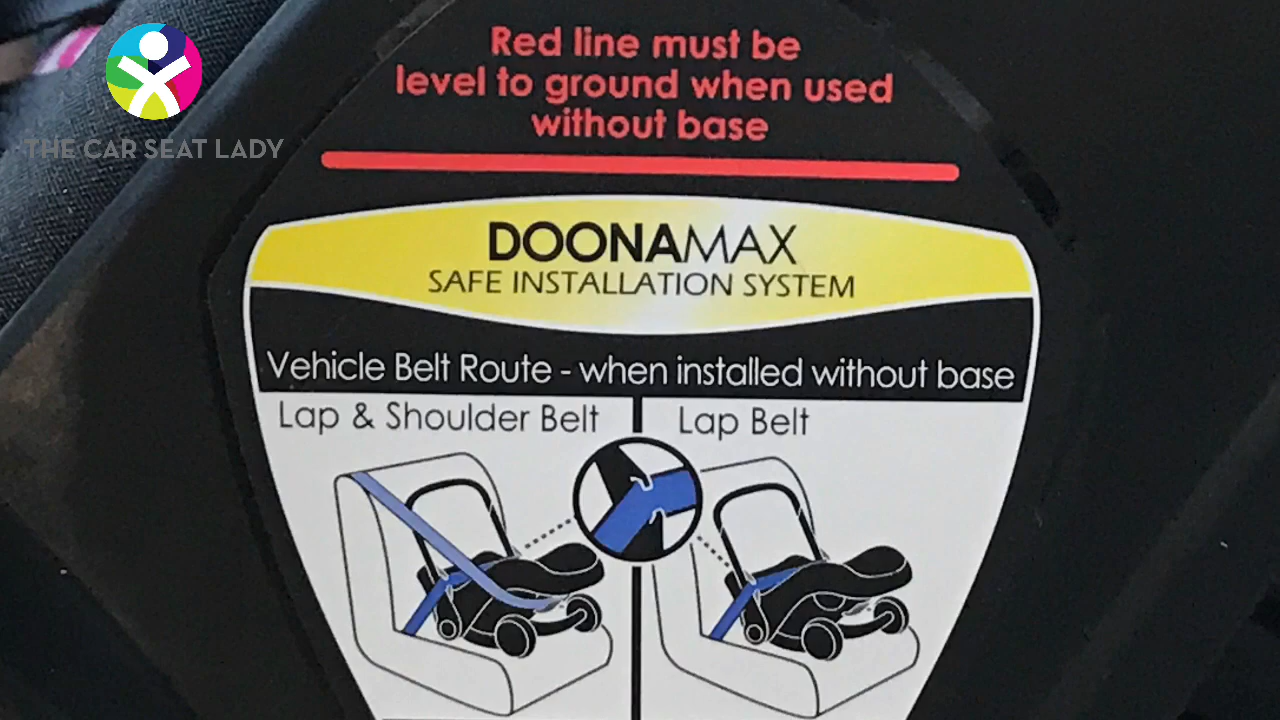 THE CAR SEAT LADY
Red line must be
level to ground when used
without base
DOONAMAX
SAFE INSTALLATION SYSTEM
Vehicle Belt Route - when installed without base
Lap & Shoulder Belt
Lap Belt